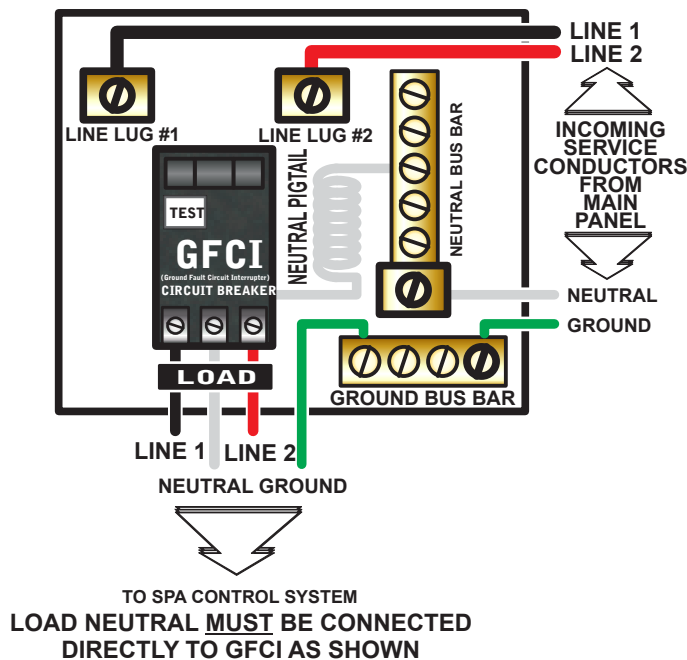 LINE 1
LINE 2
LINE LUG #1
LINE LUG #2
NEUTRAL BUS BAR
INCOMING
SERVICE
CONDUCTORS
FROM
MAIN
PANEL
NEUTRAL PIGTAIL
TEST
GFCI
(Ground Fault Circuit Interrupter)
CIRCUIT BREAKER
NEUTRAL
GROUND
LOAD
GROUND BUS BAR
LINE 1
LINE 2
NEUTRAL GROUND
TO SPA CONTROL SYSTEM
LOAD NEUTRAL MUST BE CONNECTED
DIRECTLY TO GFCI AS SHOWN